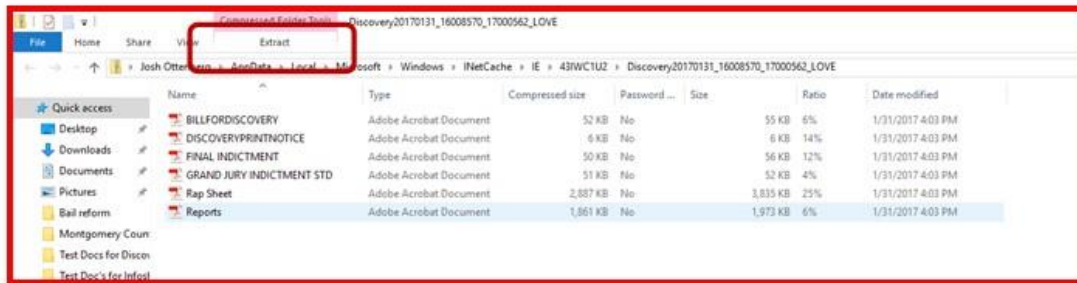 Compressed Folder Tools Discovery20170131_16008570_17000562_LOVE
File Home Share View Extract
Josh Ottenberg › AppData › Local › Microsoft › Windows › INetCache › IE › 43IWC1U2 › Discovery20170131_16008570_17000562_LOVE
Name Type Compressed size Password ... Size Ratio Date modified
Quick access
Desktop
Downloads
Documents
Pictures
Bail reform
Montgomery Coun
Test Docs for Discov
Test Doc's for Infosh
BILLFORDISCOVERY Adobe Acrobat Document 52 KB No 55 KB 6% 1/31/2017 4:03 PM
DISCOVERYPRINTNOTICE Adobe Acrobat Document 6 KB No 6 KB 14% 1/31/2017 4:03 PM
FINAL INDICTMENT Adobe Acrobat Document 50 KB No 56 KB 12% 1/31/2017 4:03 PM
GRAND JURY INDICTMENT STD Adobe Acrobat Document 51 KB No 52 KB 4% 1/31/2017 4:03 PM
Rap Sheet Adobe Acrobat Document 2,887 KB No 3,835 KB 25% 1/31/2017 4:03 PM
Reports Adobe Acrobat Document 1,861 KB No 1,973 KB 6% 1/31/2017 4:03 PM